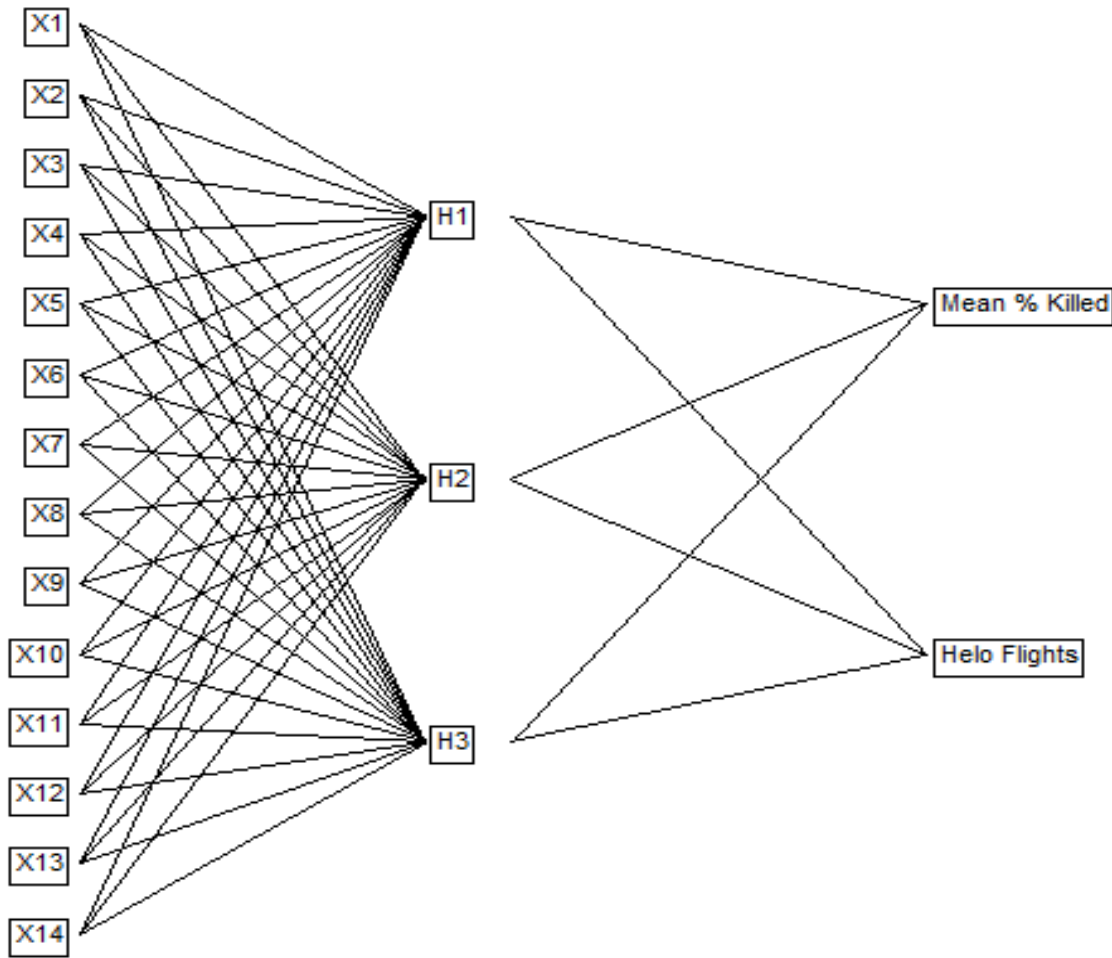 X1
X2
X3
X4
X5
X6
X7
X8
X9
X10
X11
X12
X13
X14
H1
H2
H3
Mean % Killed
Helo Flights